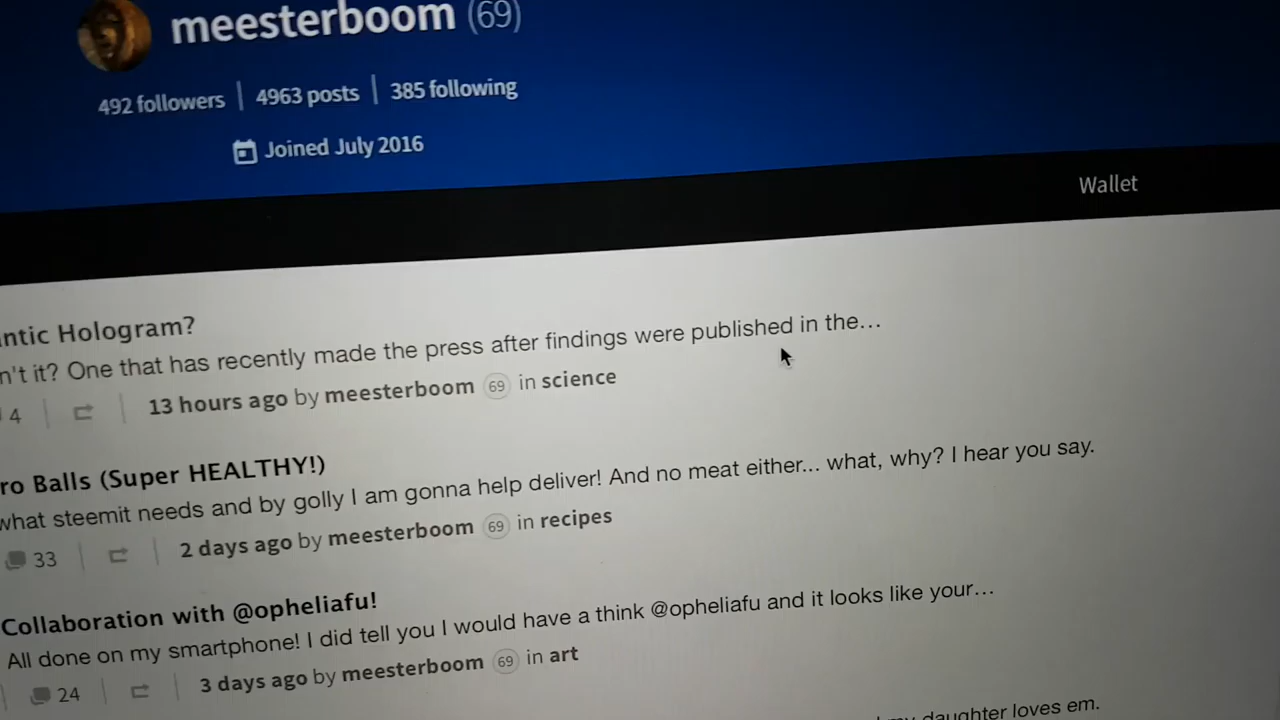 meesterboom (69)
492 followers | 4963 posts | 385 following
Joined July 2016
Wallet
ntic Hologram?
n't it? One that has recently made the press after findings were published in the...
4 | | 13 hours ago by meesterboom 69 in science
ro Balls (Super HEALTHY!)
what steemit needs and by golly I am gonna help deliver! And no meat either... what, why? I hear you say.
33 | | 2 days ago by meesterboom 69 in recipes
Collaboration with @opheliafu!
All done on my smartphone! I did tell you I would have a think @opheliafu and it looks like your...
| 24 | | 3 days ago by meesterboom 69 in art
my daughter loves em.